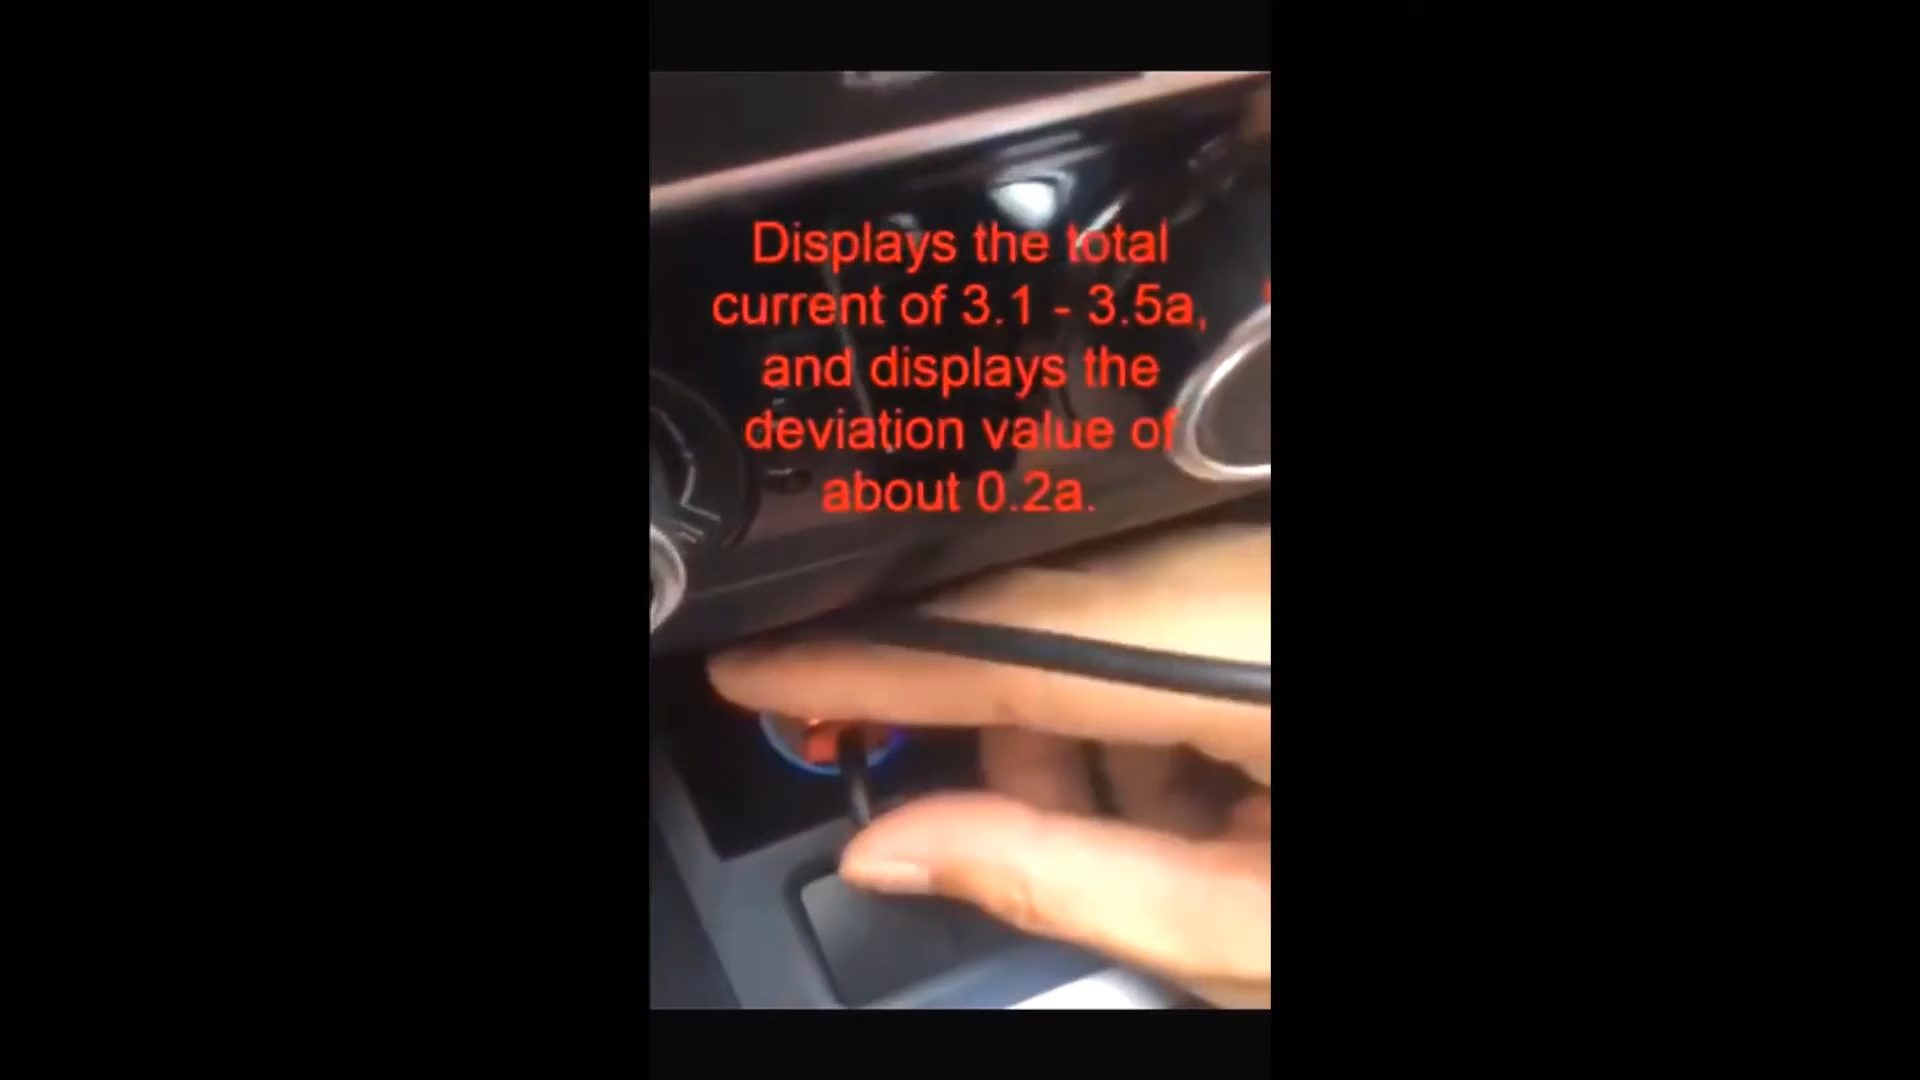 Displays the total
current of 3.1 - 3.5a,
and displays the
deviation value of
about 0.2a.